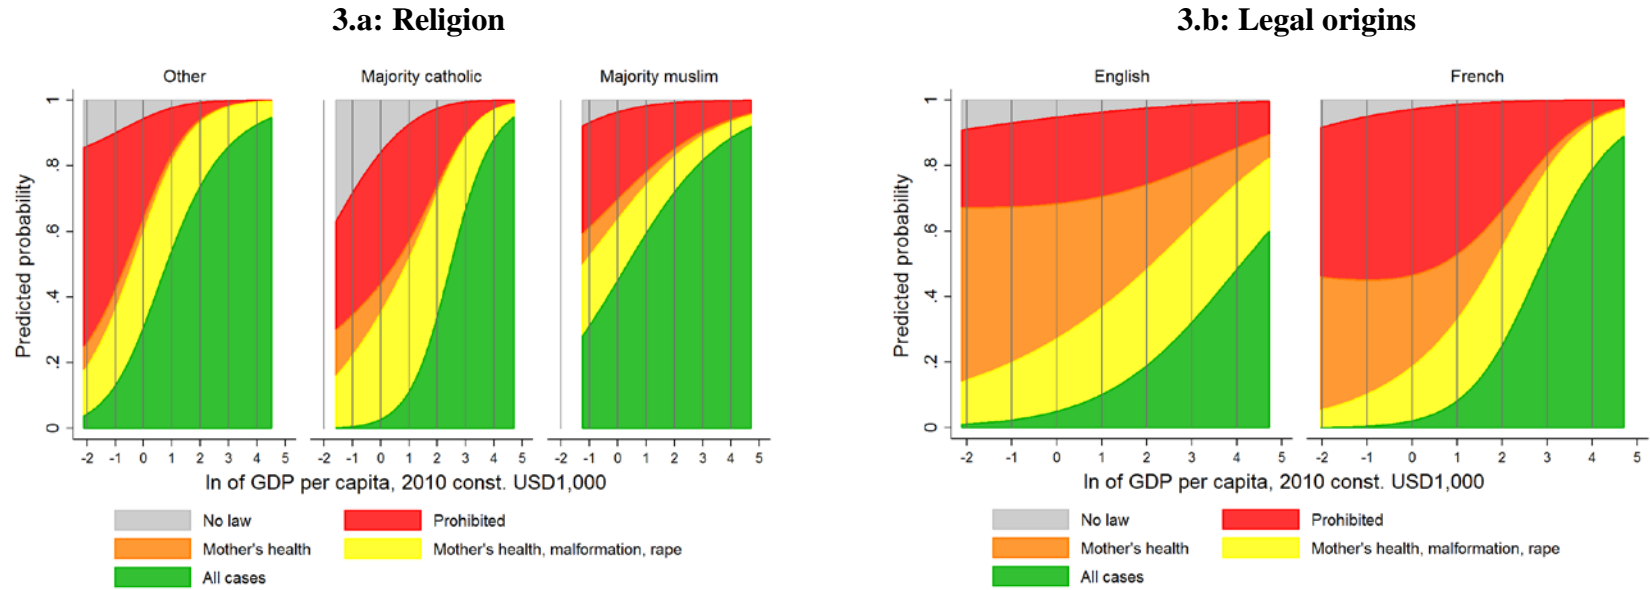 3.a: Religion
Other
Majority catholic
Majority muslim
Predicted probability
1
.8
.6
.4
.2
0
-2 -1 0 1 2 3 4 5
-2 -1 0 1 2 3 4 5
-2 -1 0 1 2 3 4 5
ln of GDP per capita, 2010 const. USD1,000
No law
Prohibited
Mother's health
Mother's health, malformation, rape
All cases
3.b: Legal origins
English
French
Predicted probability
1
.8
.6
.4
.2
0
-2 -1 0 1 2 3 4 5
-2 -1 0 1 2 3 4 5
ln of GDP per capita, 2010 const. USD1,000
No law
Prohibited
Mother's health
Mother's health, malformation, rape
All cases